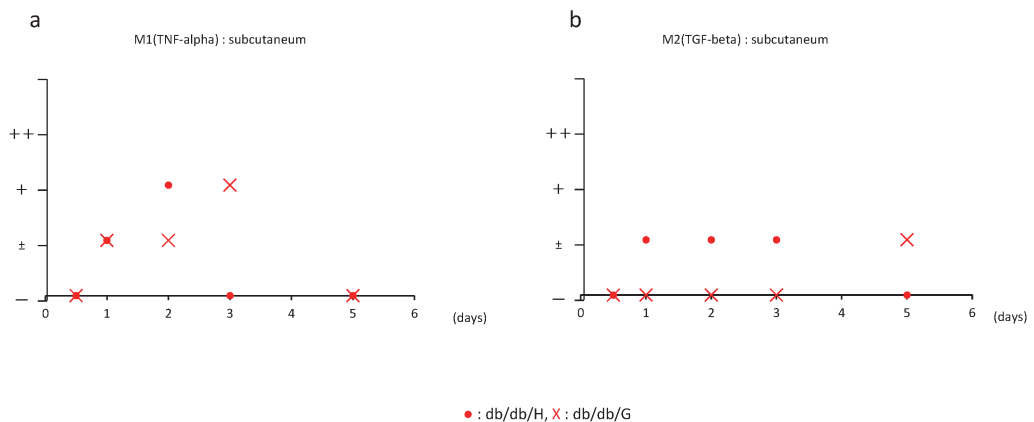 a
M1(TNF-alpha) : subcutaneum
++
+
±
—
0 1 2 3 4 5 6
(days)
b
M2(TGF-beta) : subcutaneum
++
+
±
—
0 1 2 3 4 5 6
(days)
● : db/db/H, X : db/db/G